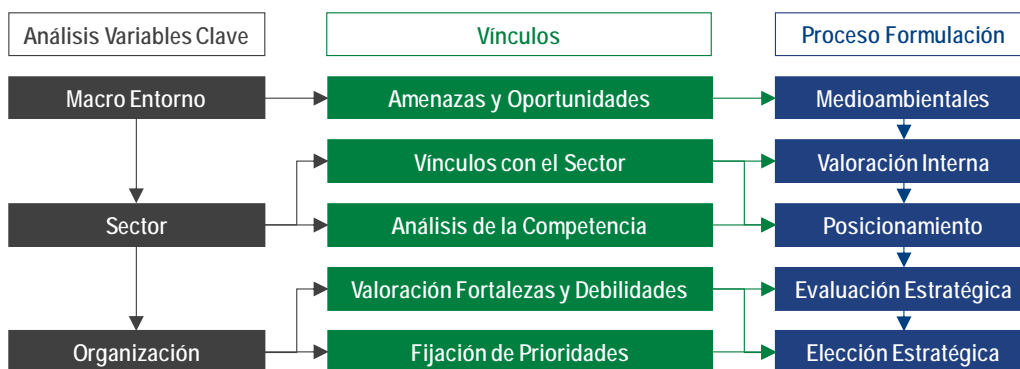 Análisis Variables Clave
Vínculos
Proceso Formulación
Macro Entorno
Amenazas y Oportunidades
Medioambientales
Vínculos con el Sector
Valoración Interna
Sector
Análisis de la Competencia
Posicionamiento
Valoración Fortalezas y Debilidades
Evaluación Estratégica
Organización
Fijación de Prioridades
Elección Estratégica